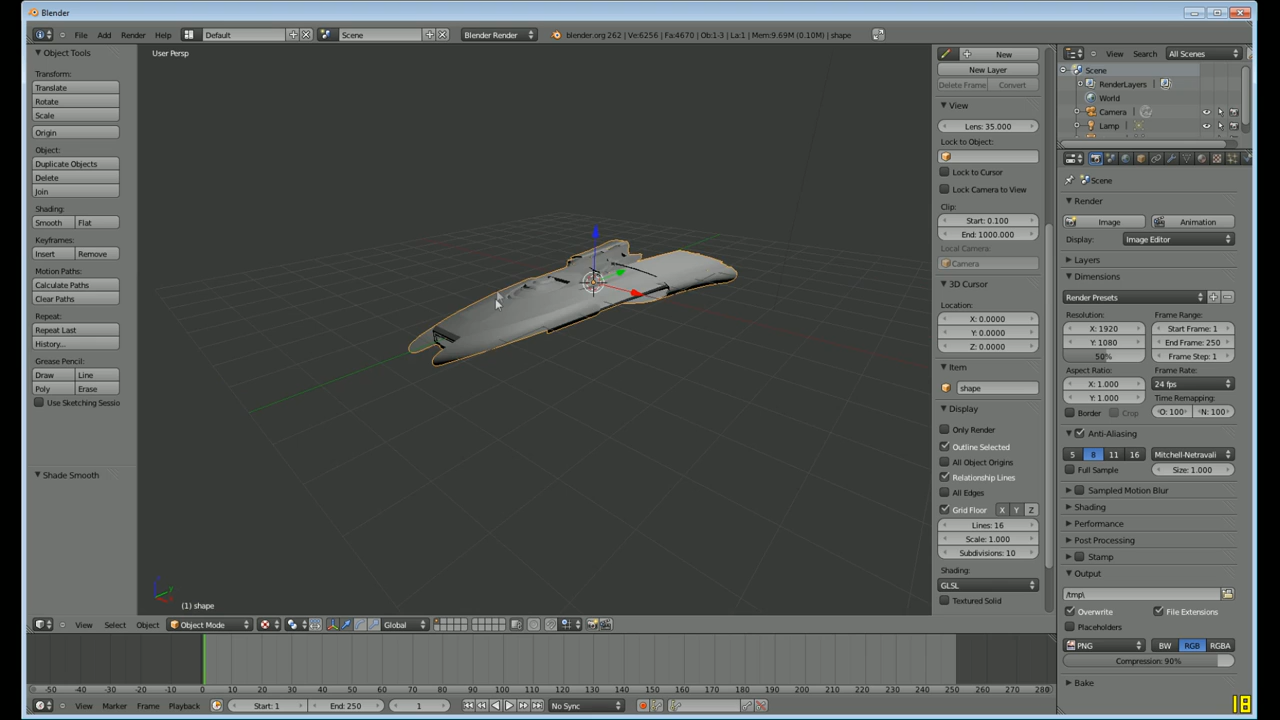 Blender
File Add Render Help Default Scene Blender Render blender.org 262 | Ve:6256 | Fa:4670 | Ob:1-3 | La:1 | Mem:9.69M (0.10M) | shape
Object Tools
Transform:
Translate
Rotate
Scale
Origin
Object:
Duplicate Objects
Delete
Join
Shading:
Smooth Flat
Keyframes:
Insert Remove
Motion Paths:
Calculate Paths
Clear Paths
Repeat:
Repeat Last
History...
Grease Pencil:
Draw Line
Poly Erase
Use Sketching Sessio
Shade Smooth
User Persp
(1) shape
New
New Layer
Delete Frame Convert
View
Lens: 35.000
Lock to Object:
Lock to Cursor
Lock Camera to View
Clip:
Start: 0.100
End: 1000.000
Local Camera:
Camera
3D Cursor
Location:
X: 0.0000
Y: 0.0000
Z: 0.0000
Item
shape
Display
Only Render
Outline Selected
All Object Origins
Relationship Lines
All Edges
Grid Floor X Y Z
Lines: 16
Scale: 1.000
Subdivisions: 10
Shading:
GLSL
Textured Solid
View Search All Scenes
Scene
RenderLayers
World
Camera
Lamp
Scene
Render
Image Animation
Display: Image Editor
Layers
Dimensions
Render Presets
Resolution: Frame Range:
X: 1920 Start Frame: 1
Y: 1080 End Frame: 250
50% Frame Step: 1
Aspect Ratio: Frame Rate:
X: 1.000 24 fps
Y: 1.000 Time Remapping:
Border Crop O: 100 N: 100
Anti-Aliasing
5 8 11 16 Mitchell-Netravali
Full Sample Size: 1.000
Sampled Motion Blur
Shading
Performance
Post Processing
Stamp
Output
/tmp\
Overwrite File Extensions
Placeholders
PNG BW RGB RGBA
Compression: 90%
Bake
View Select Object Object Mode Global
-50 -40 -30 -20 -10 0 10 20 30 40 50 60 70 80 90 100 110 120 130 140 150 160 170 180 190 200 210 220 230 240 250 260 270 280
View Marker Frame Playback Start: 1 End: 250 1 No Sync
18